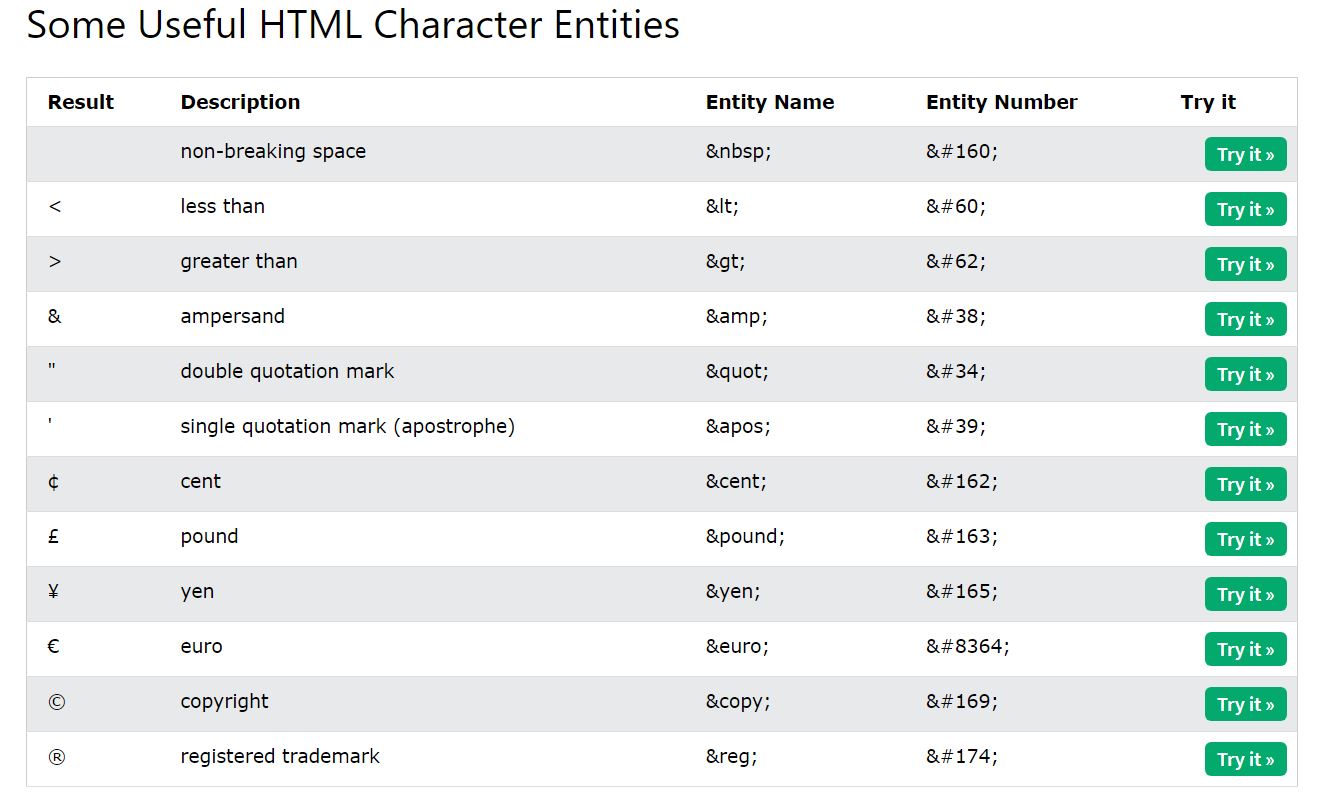 Some Useful HTML Character Entities
Result Description Entity Name Entity Number Try it
non-breaking space &nbsp; &#160; Try it »
< less than &lt; &#60; Try it »
> greater than &gt; &#62; Try it »
& ampersand &amp; &#38; Try it »
" double quotation mark &quot; &#34; Try it »
' single quotation mark (apostrophe) &apos; &#39; Try it »
¢ cent &cent; &#162; Try it »
£ pound &pound; &#163; Try it »
¥ yen &yen; &#165; Try it »
€ euro &euro; &#8364; Try it »
© copyright &copy; &#169; Try it »
® registered trademark &reg; &#174; Try it »